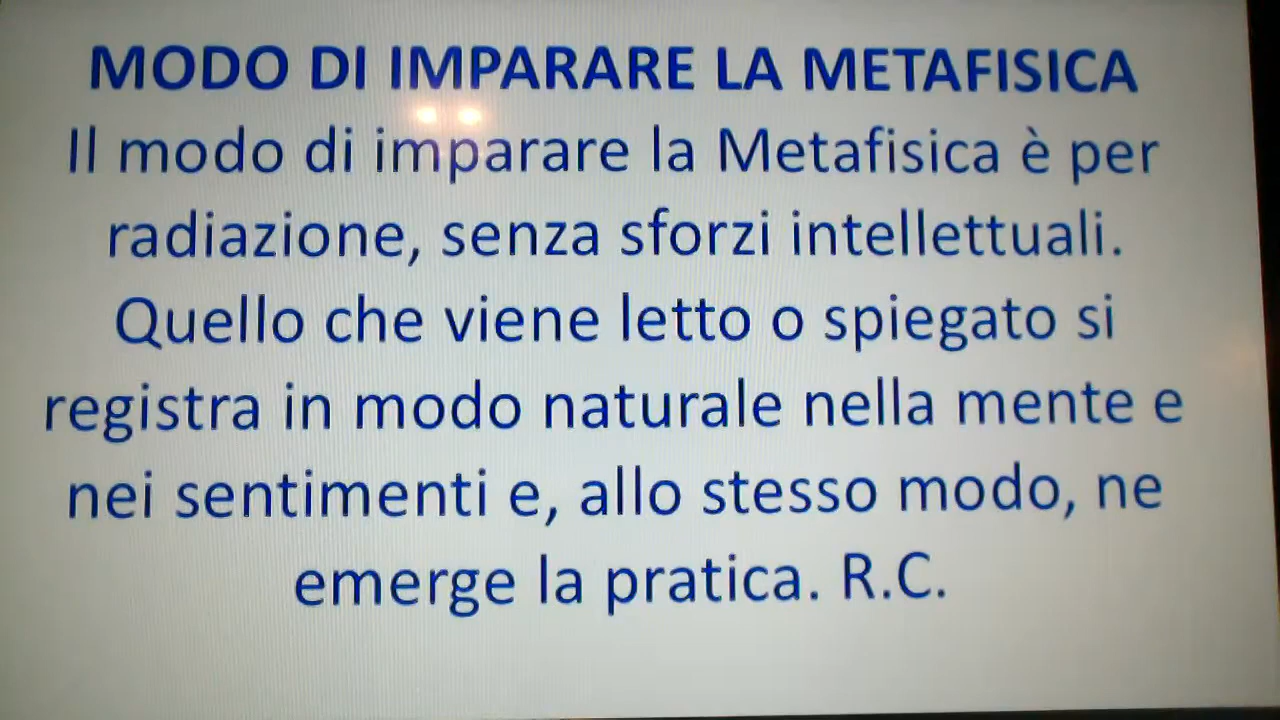 MODO DI IMPARARE LA METAFISICA
Il modo di imparare la Metafisica è per
radiazione, senza sforzi intellettuali.
Quello che viene letto o spiegato si
registra in modo naturale nella mente e
nei sentimenti e, allo stesso modo, ne
emerge la pratica. R.C.